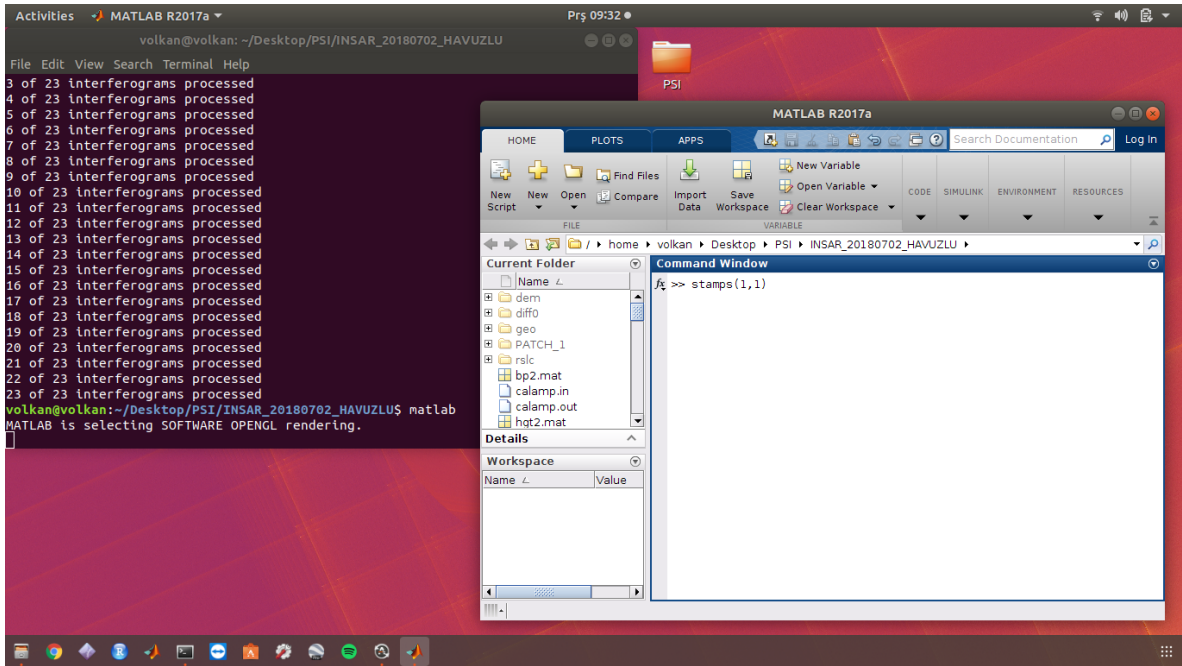 Activities MATLAB R2017a Prş 09:32
volkan@volkan: ~/Desktop/PSI/INSAR_20180702_HAVUZLU
File Edit View Search Terminal Help
3 of 23 interferograms processed
4 of 23 interferograms processed
5 of 23 interferograms processed
6 of 23 interferograms processed
7 of 23 interferograms processed
8 of 23 interferograms processed
9 of 23 interferograms processed
10 of 23 interferograms processed
11 of 23 interferograms processed
12 of 23 interferograms processed
13 of 23 interferograms processed
14 of 23 interferograms processed
15 of 23 interferograms processed
16 of 23 interferograms processed
17 of 23 interferograms processed
18 of 23 interferograms processed
19 of 23 interferograms processed
20 of 23 interferograms processed
21 of 23 interferograms processed
22 of 23 interferograms processed
23 of 23 interferograms processed
volkan@volkan:~/Desktop/PSI/INSAR_20180702_HAVUZLU$ matlab
MATLAB is selecting SOFTWARE OPENGL rendering.
PSI
MATLAB R2017a
HOME PLOTS APPS Search Documentation Log In
New Script
New
Open
Find Files
Compare
Import Data
Save Workspace
New Variable
Open Variable
Clear Workspace
CODE SIMULINK ENVIRONMENT RESOURCES
FILE VARIABLE
/ home volkan Desktop PSI INSAR_20180702_HAVUZLU
Current Folder
Name
dem
diff0
geo
PATCH_1
rslc
bp2.mat
calamp.in
calamp.out
hgt2.mat
Details
Workspace
Name Value
Command Window
fx >> stamps(1,1)